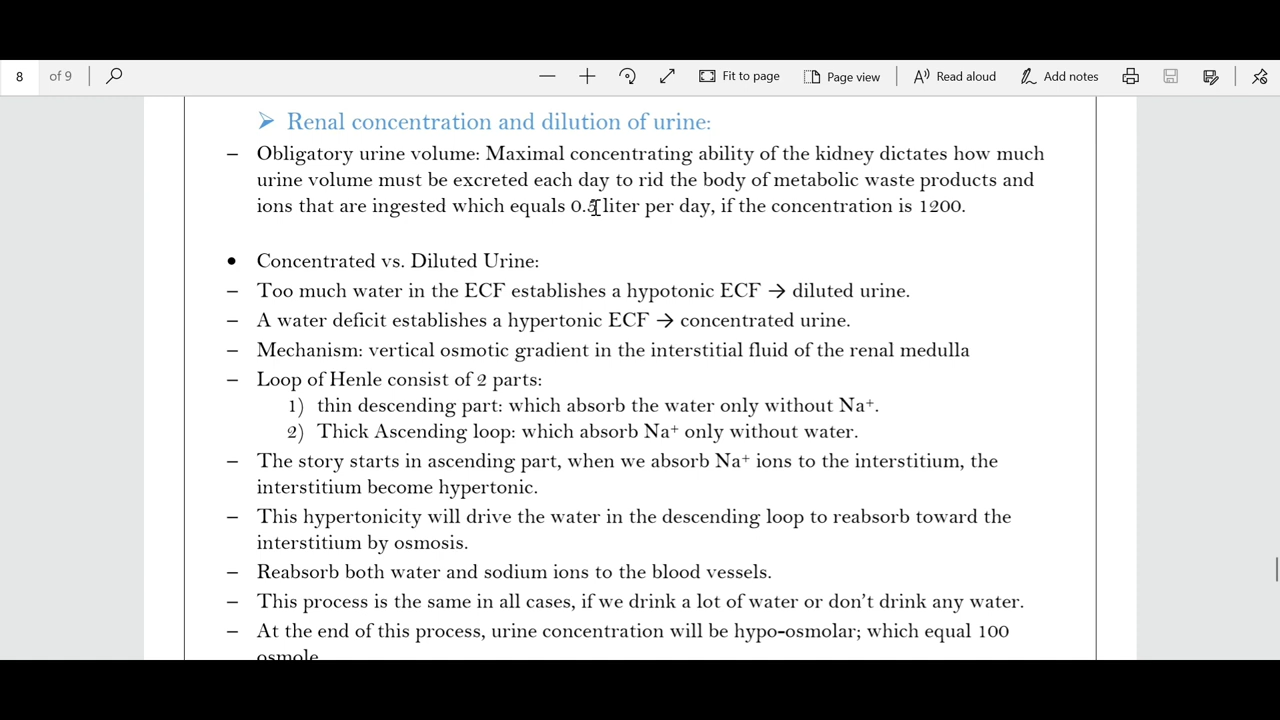 8 of 9 Fit to page Page view Read aloud Add notes
➢ Renal concentration and dilution of urine:
– Obligatory urine volume: Maximal concentrating ability of the kidney dictates how much
urine volume must be excreted each day to rid the body of metabolic waste products and
ions that are ingested which equals 0.5 liter per day, if the concentration is 1200.
• Concentrated vs. Diluted Urine:
– Too much water in the ECF establishes a hypotonic ECF → diluted urine.
– A water deficit establishes a hypertonic ECF → concentrated urine.
– Mechanism: vertical osmotic gradient in the interstitial fluid of the renal medulla
– Loop of Henle consist of 2 parts:
1) thin descending part: which absorb the water only without Na⁺.
2) Thick Ascending loop: which absorb Na⁺ only without water.
– The story starts in ascending part, when we absorb Na⁺ ions to the interstitium, the
interstitium become hypertonic.
– This hypertonicity will drive the water in the descending loop to reabsorb toward the
interstitium by osmosis.
– Reabsorb both water and sodium ions to the blood vessels.
– This process is the same in all cases, if we drink a lot of water or don't drink any water.
– At the end of this process, urine concentration will be hypo-osmolar; which equal 100
osmole